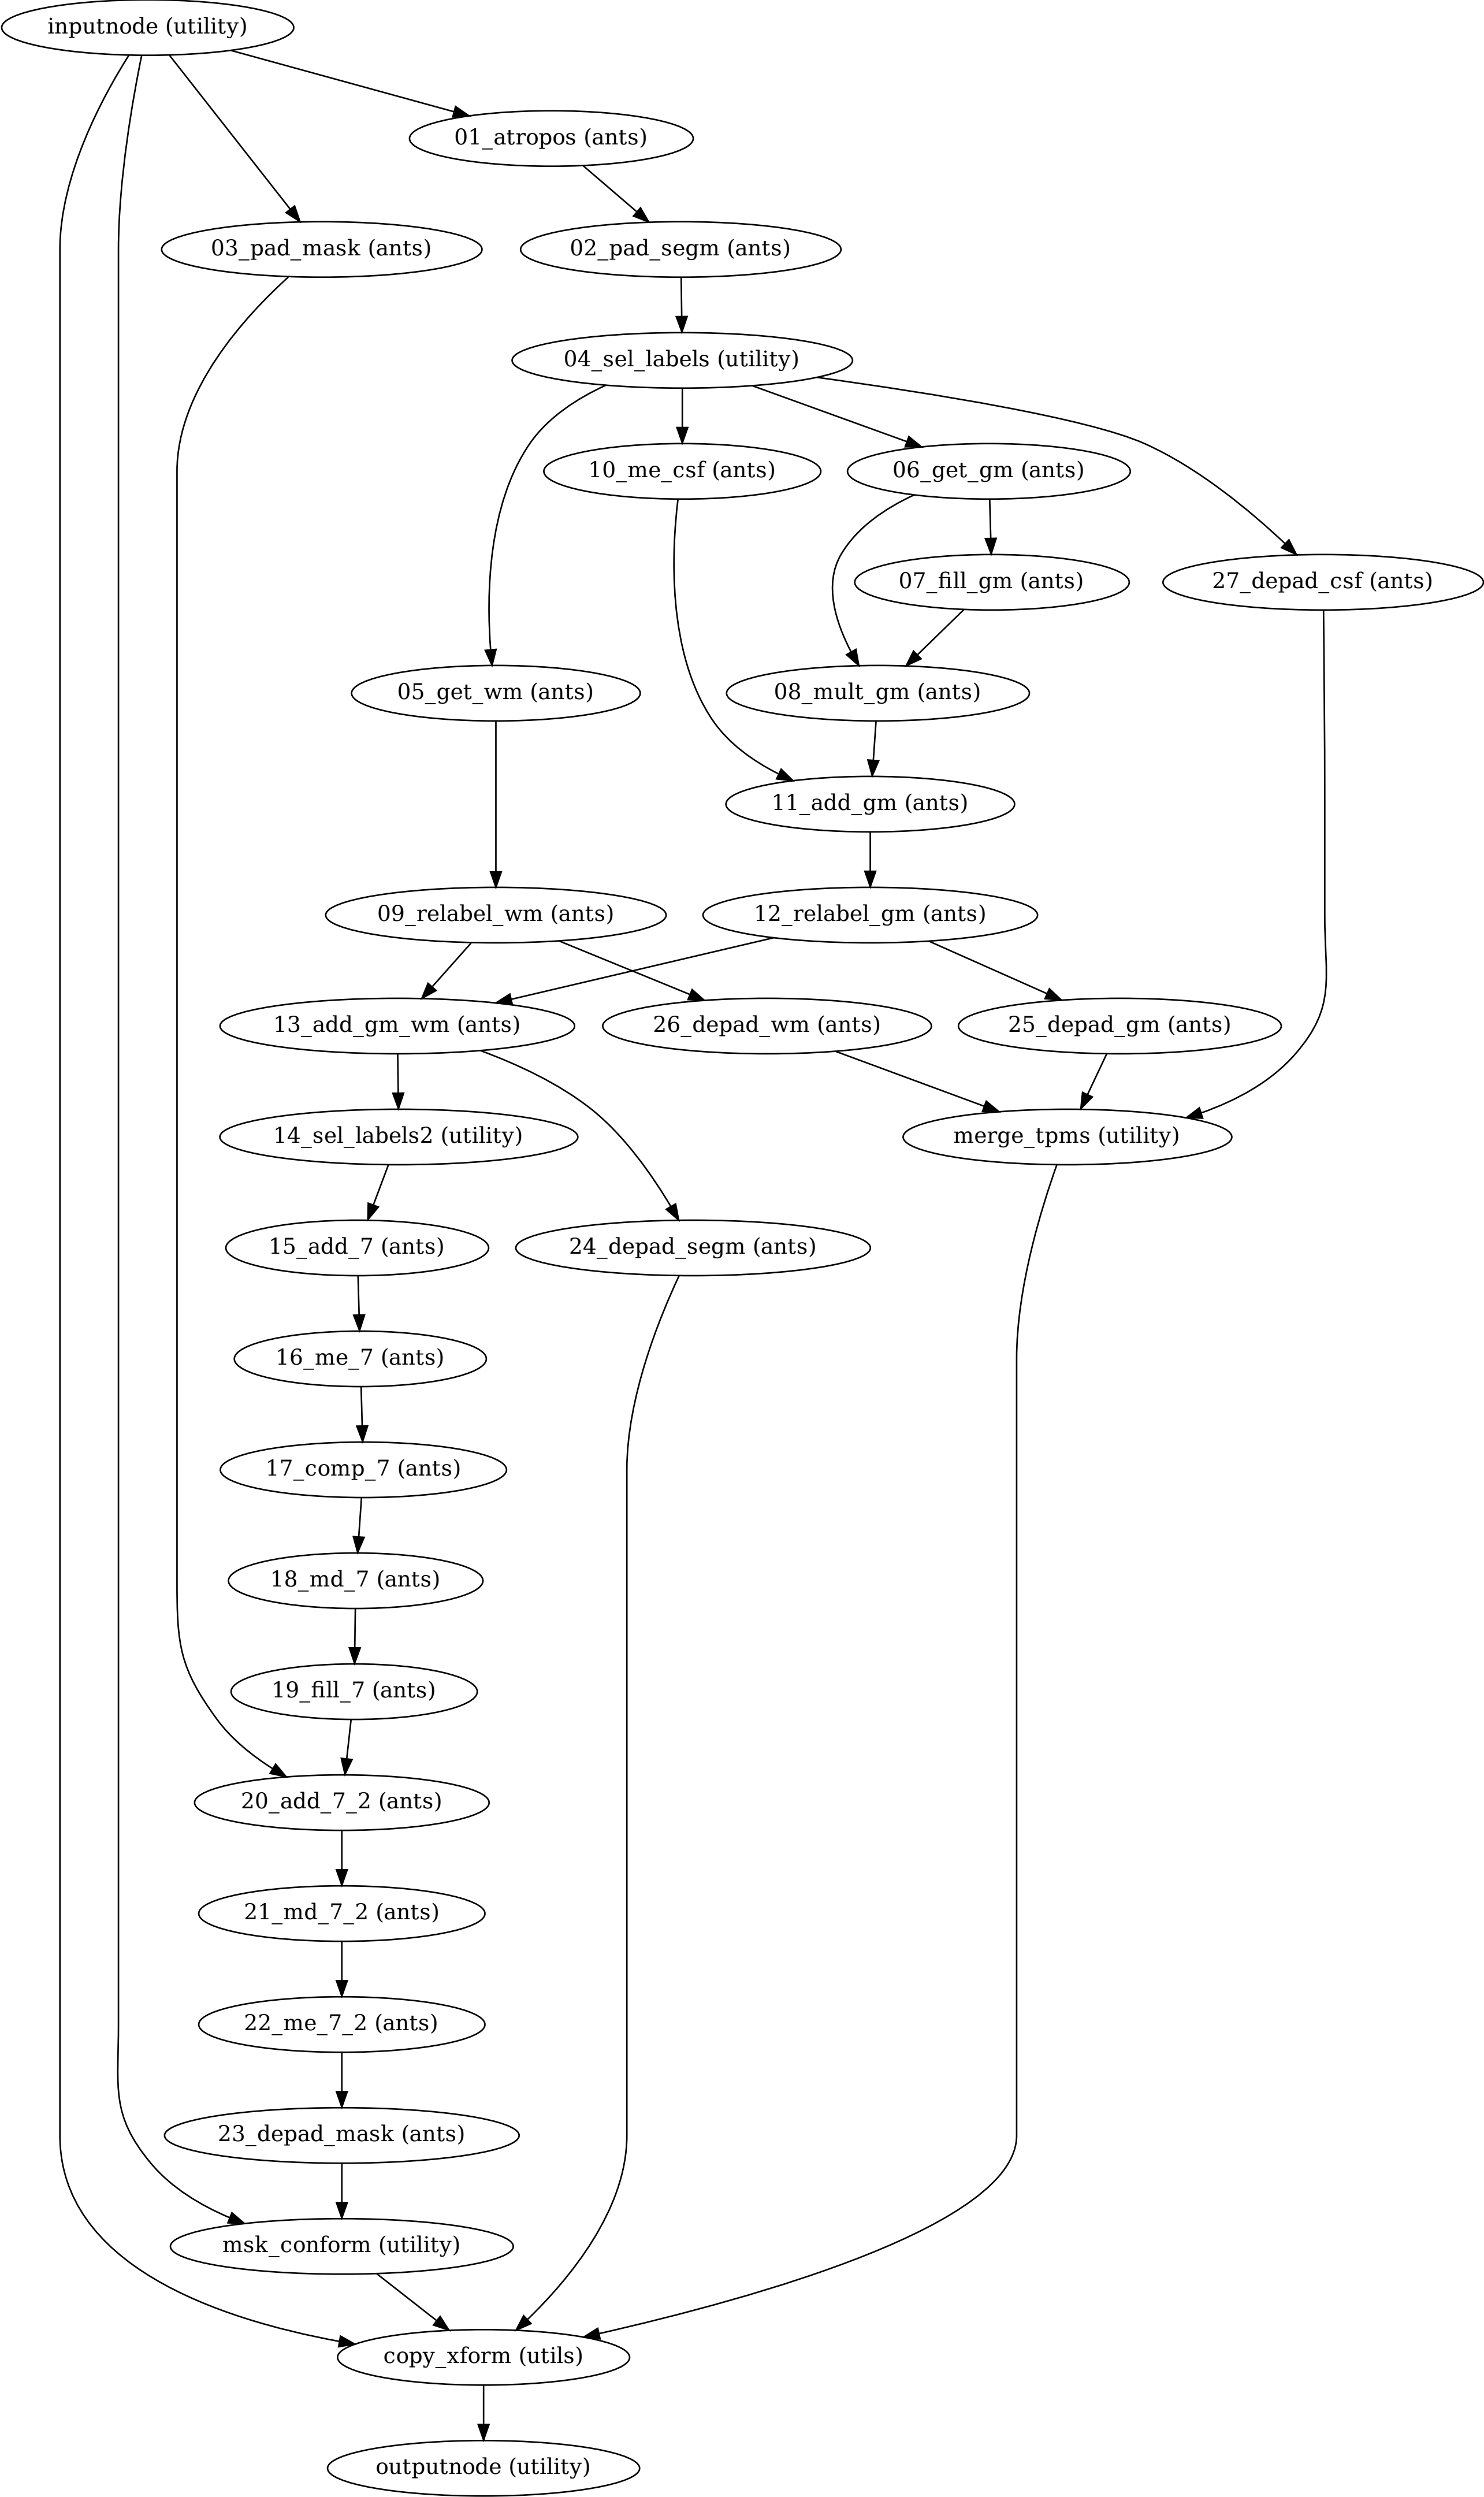 inputnode (utility)
01_atropos (ants)
03_pad_mask (ants)
02_pad_segm (ants)
04_sel_labels (utility)
10_me_csf (ants)
06_get_gm (ants)
07_fill_gm (ants)
27_depad_csf (ants)
05_get_wm (ants)
08_mult_gm (ants)
11_add_gm (ants)
09_relabel_wm (ants)
12_relabel_gm (ants)
13_add_gm_wm (ants)
26_depad_wm (ants)
25_depad_gm (ants)
14_sel_labels2 (utility)
merge_tpms (utility)
15_add_7 (ants)
24_depad_segm (ants)
16_me_7 (ants)
17_comp_7 (ants)
18_md_7 (ants)
19_fill_7 (ants)
20_add_7_2 (ants)
21_md_7_2 (ants)
22_me_7_2 (ants)
23_depad_mask (ants)
msk_conform (utility)
copy_xform (utils)
outputnode (utility)